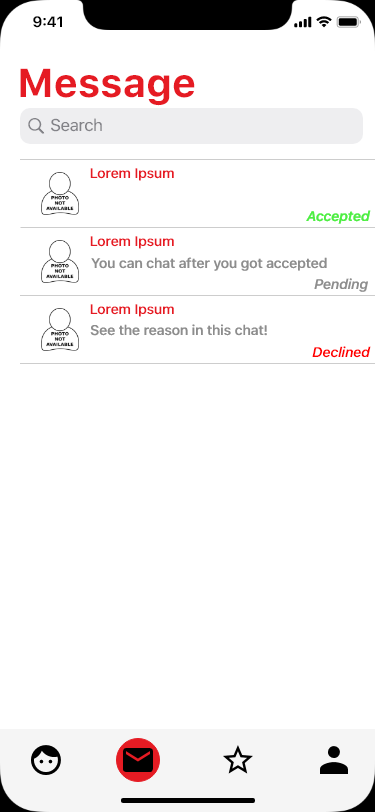 9:41
Message
Search
Lorem Ipsum
PHOTO
NOT
AVAILABLE
Accepted
Lorem Ipsum
You can chat after you got accepted
PHOTO
NOT
AVAILABLE
Pending
Lorem Ipsum
See the reason in this chat!
PHOTO
NOT
AVAILABLE
Declined